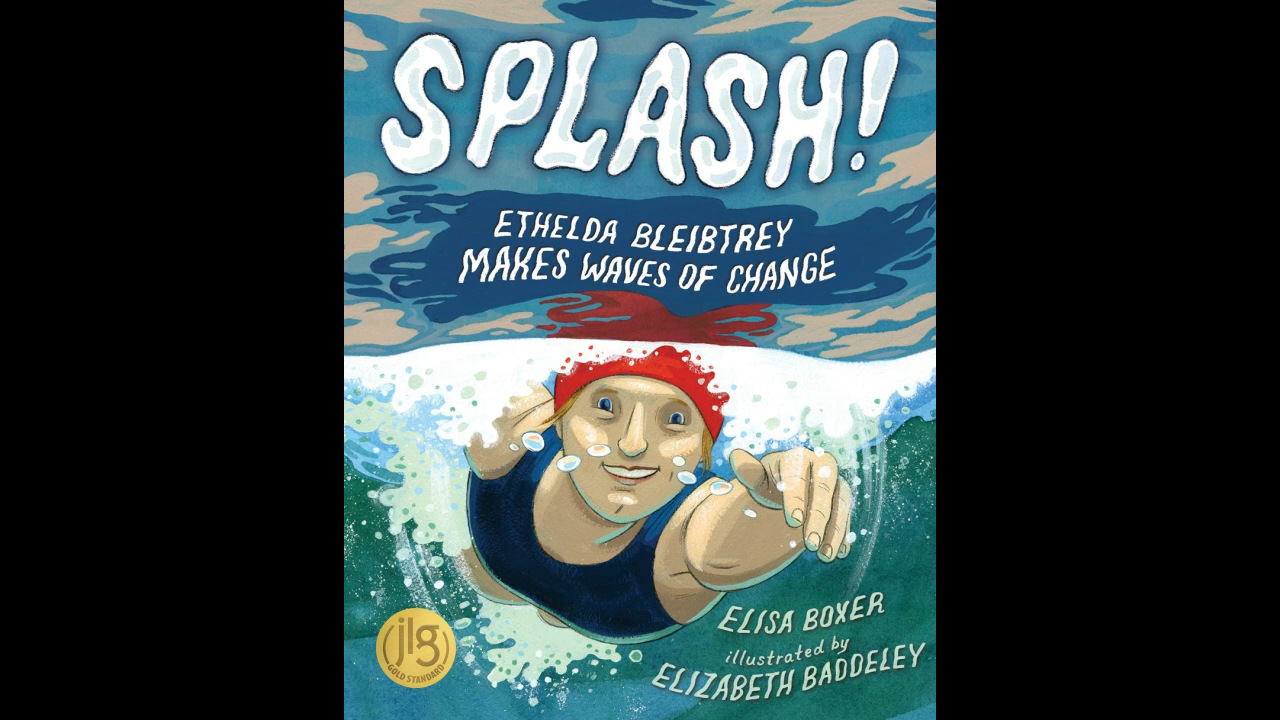 SPLASH!
ETHELDA BLEIBTREY
MAKES WAVES OF CHANGE
ELISA BOXER
illustrated by
ELIZABETH BADDELEY
jlg
GOLD STANDARD